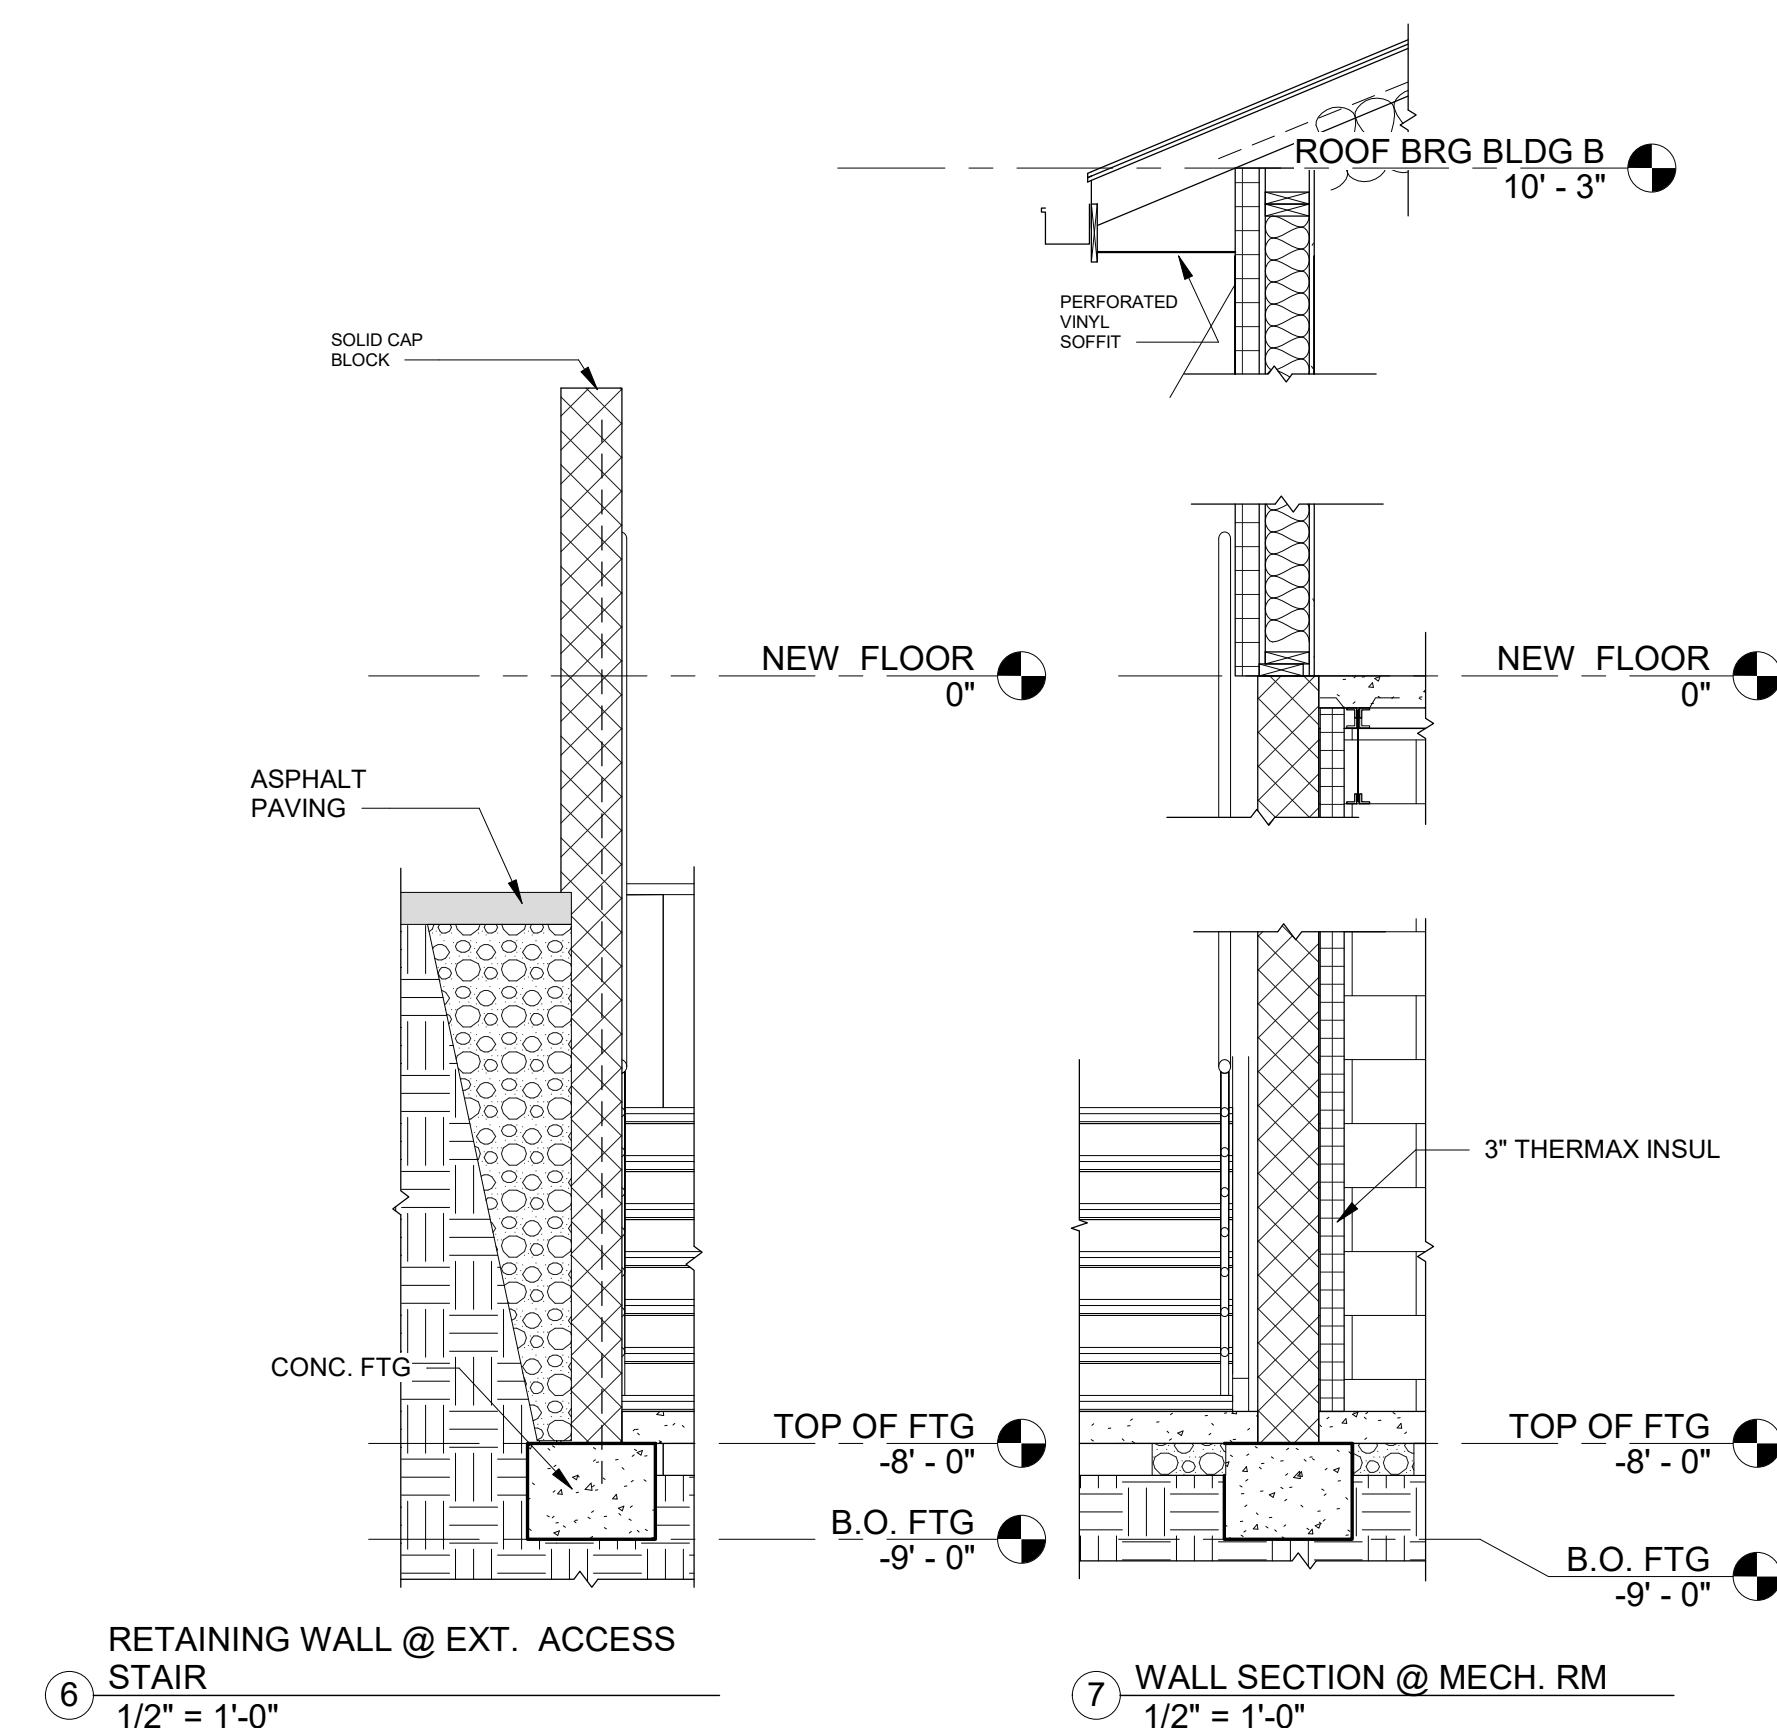 ROOF BRG BLDG B
10' - 3"
PERFORATED
VINYL
SOFFIT
SOLID CAP
BLOCK
NEW FLOOR
0"
NEW FLOOR
0"
ASPHALT
PAVING
3" THERMAX INSUL
CONC. FTG
TOP OF FTG
-8' - 0"
TOP OF FTG
-8' - 0"
B.O. FTG
-9' - 0"
B.O. FTG
-9' - 0"
RETAINING WALL @ EXT. ACCESS
STAIR
6
1/2" = 1'-0"
WALL SECTION @ MECH. RM
7
1/2" = 1'-0"